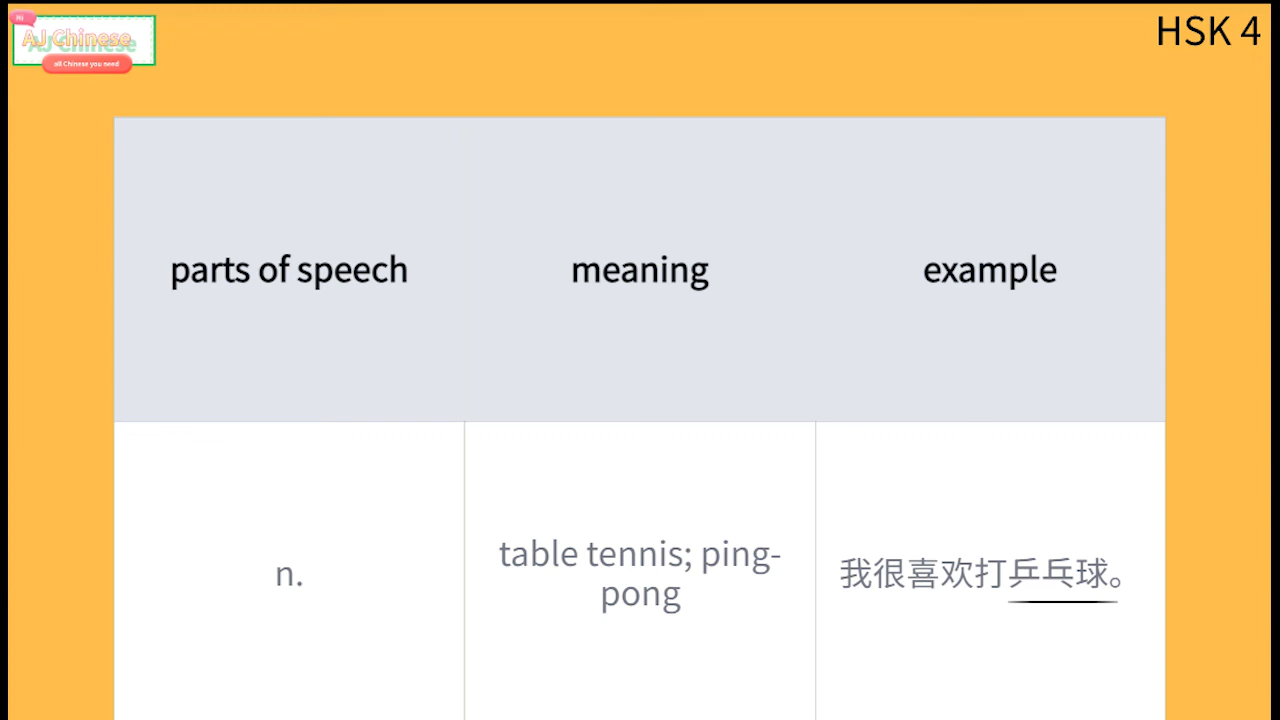 Hi
AJ Chinese
all Chinese you need
HSK 4
parts of speech
meaning
example
n.
table tennis; ping-
pong
我很喜欢打乒乓球。